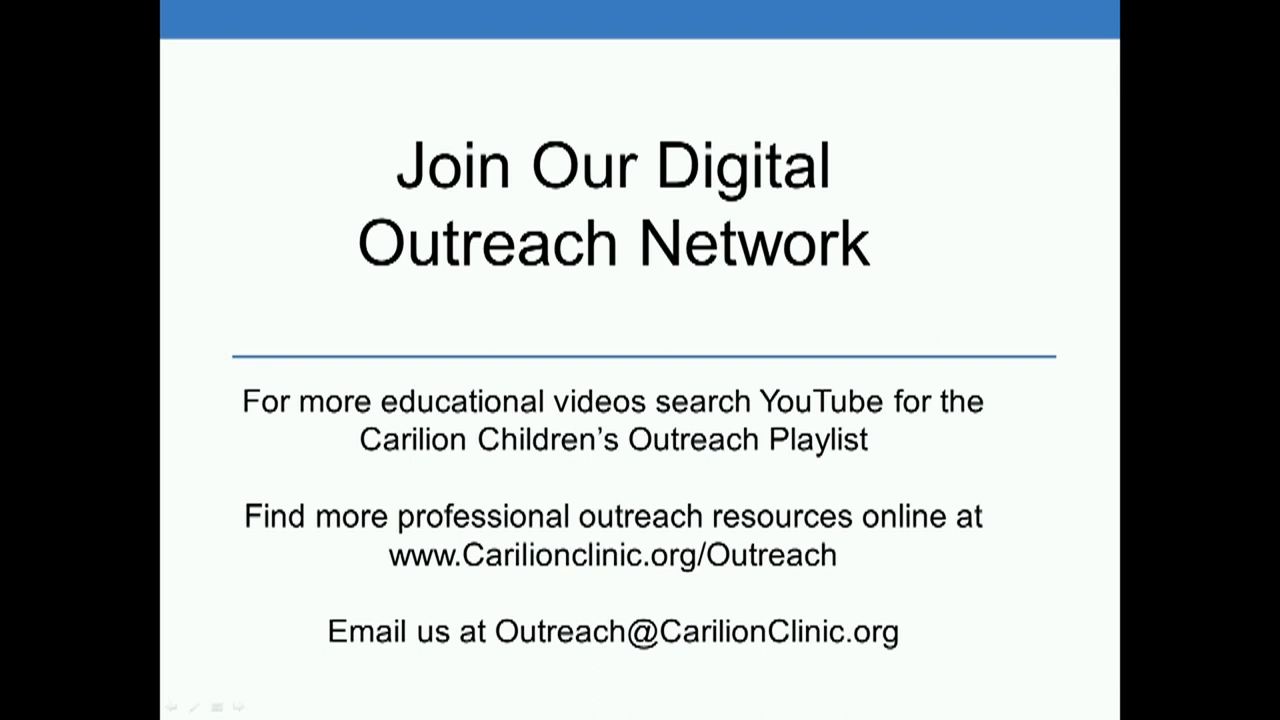 Join Our Digital
Outreach Network
For more educational videos search YouTube for the
Carilion Children’s Outreach Playlist
Find more professional outreach resources online at
www.Carilionclinic.org/Outreach
Email us at Outreach@CarilionClinic.org